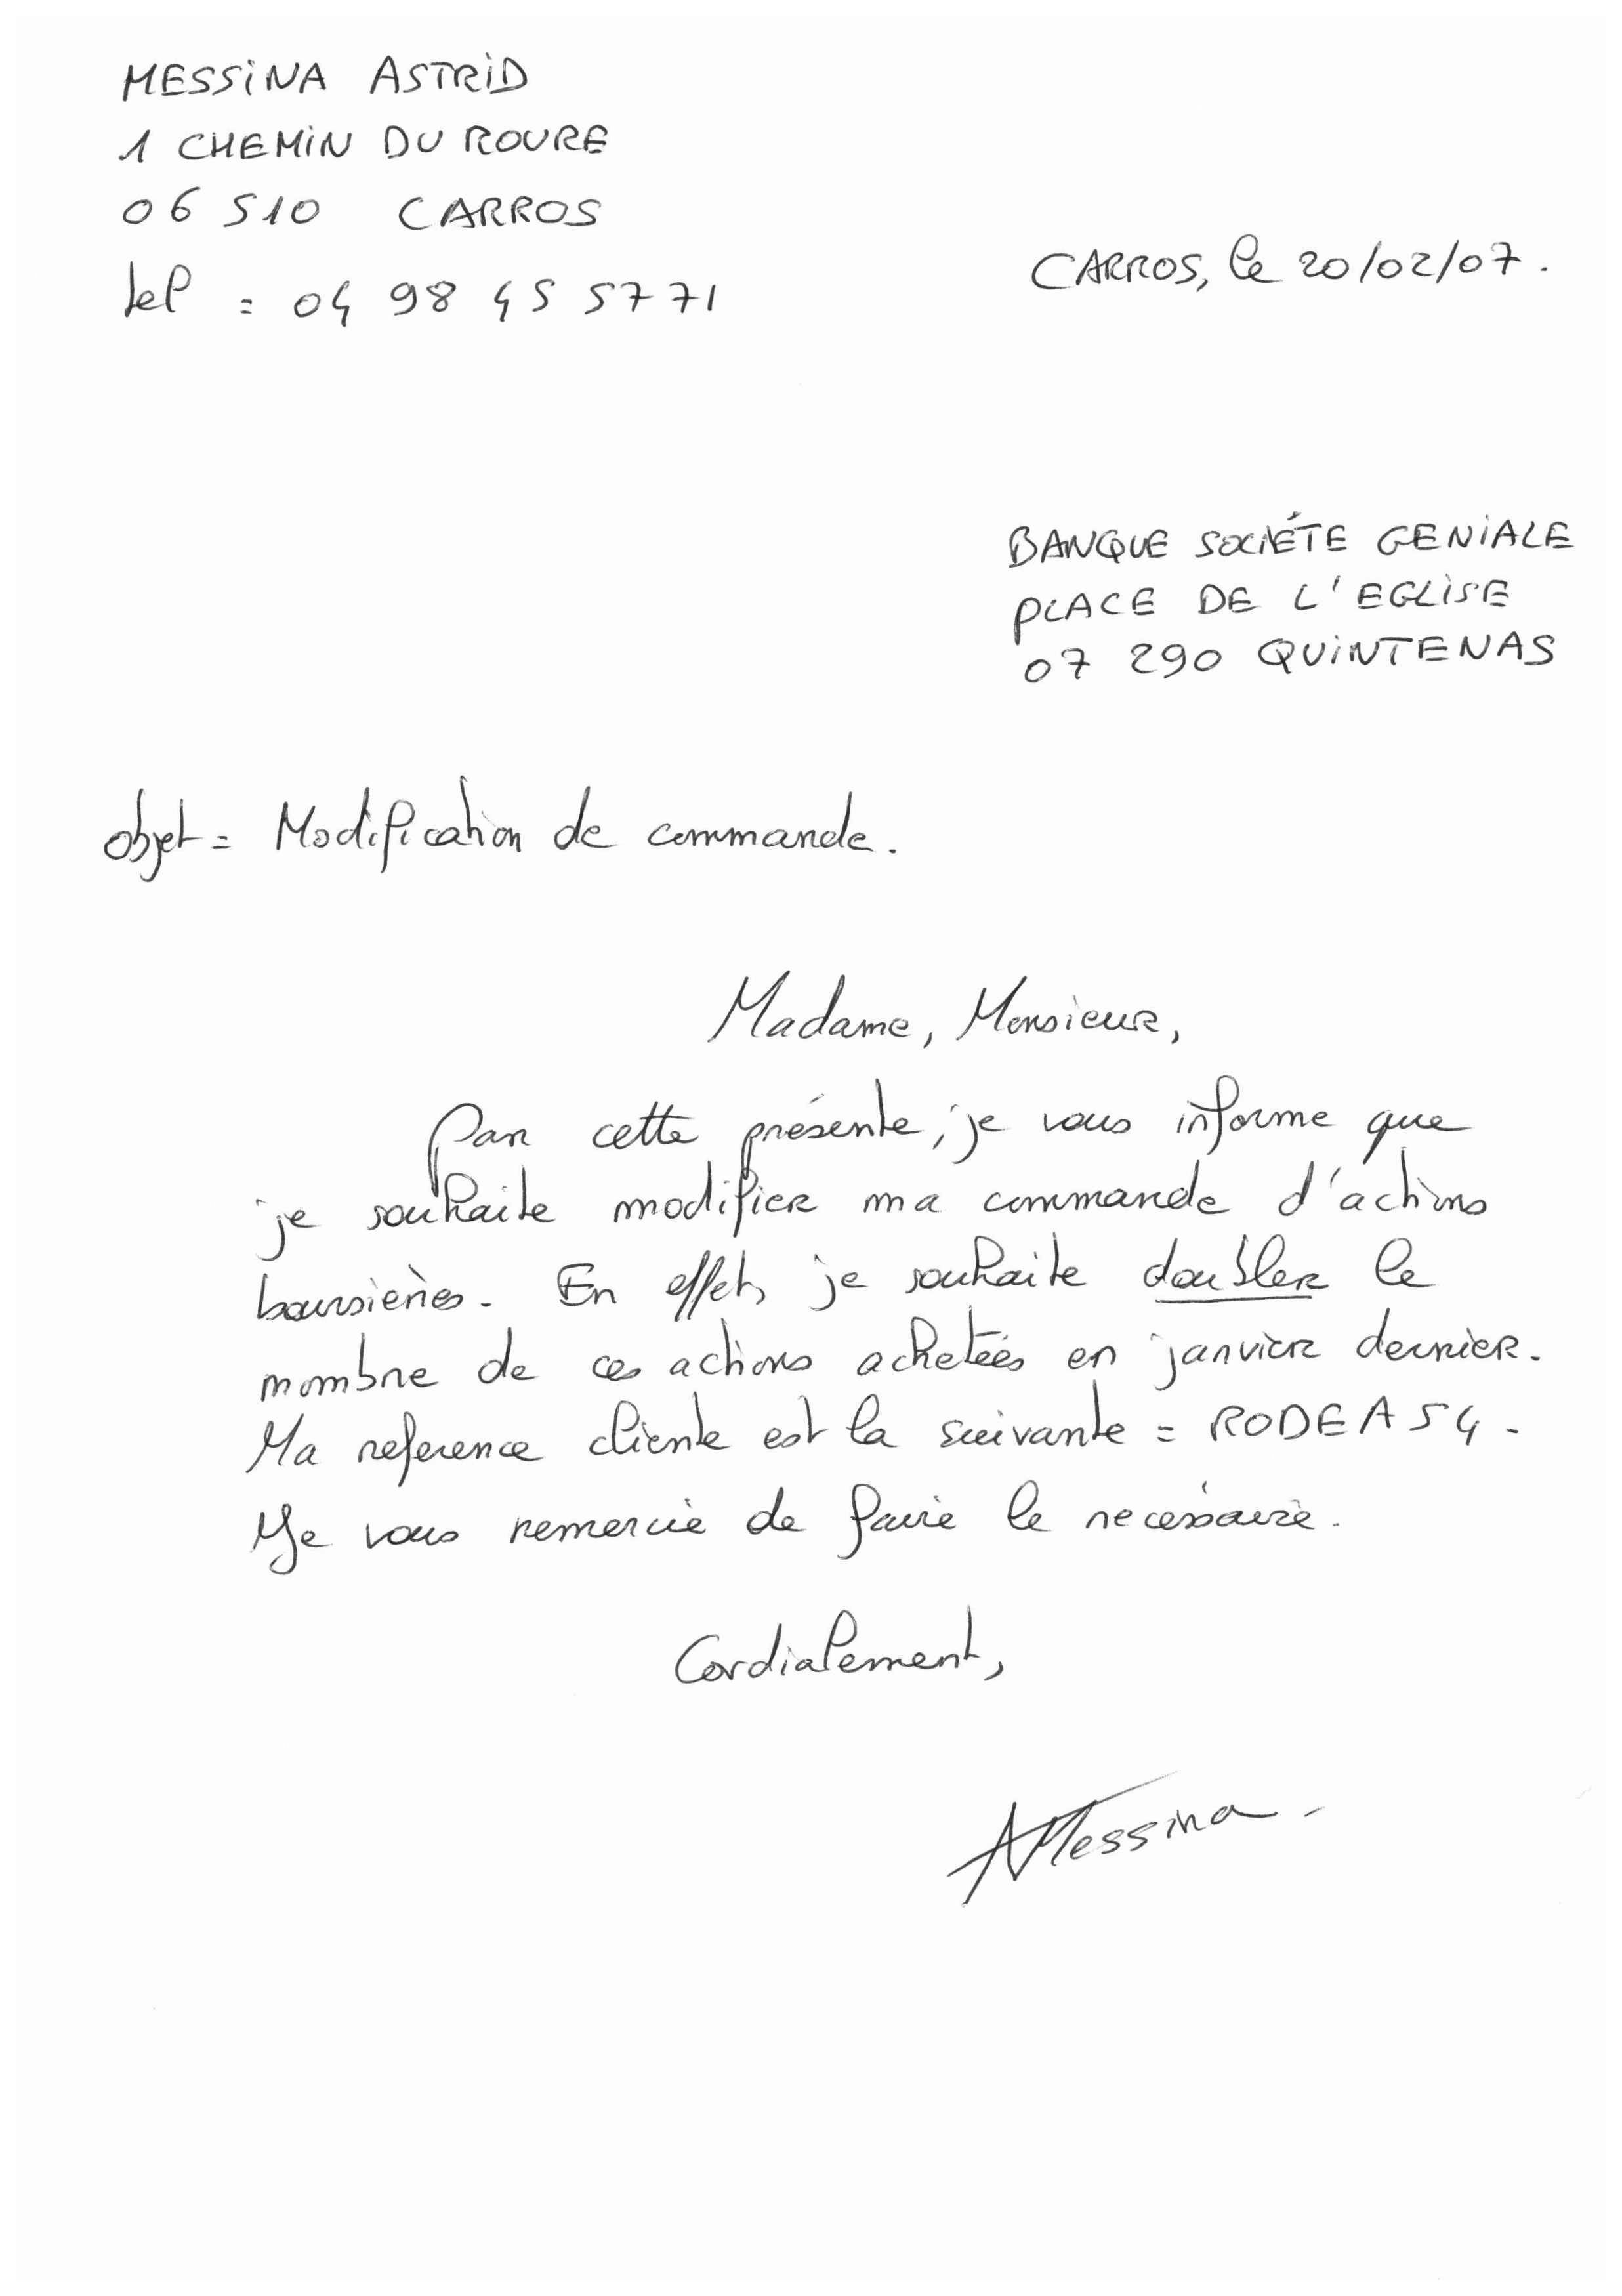 MESSINA ASTRID
1 CHEMIN DU ROURE
06 510 CARROS
tel = 04 98 45 57 71
CARROS, le 20/02/07.
BANQUE SOCIÉTE GENIALE
PLACE DE L'EGLISE
07 290 QUINTENAS
objet = Modification de commande.
Madame, Monsieur,
Par cette présente, je vous informe que
je souhaite modifier ma commande d'actions
boursières. En effet, je souhaite doubler le
nombre de ces actions achetées en janvier dernier.
Ma reference cliente est la suivante = RODEA54.
Je vous remercie de faire le necéssaire.
Cordialement,
AMessina